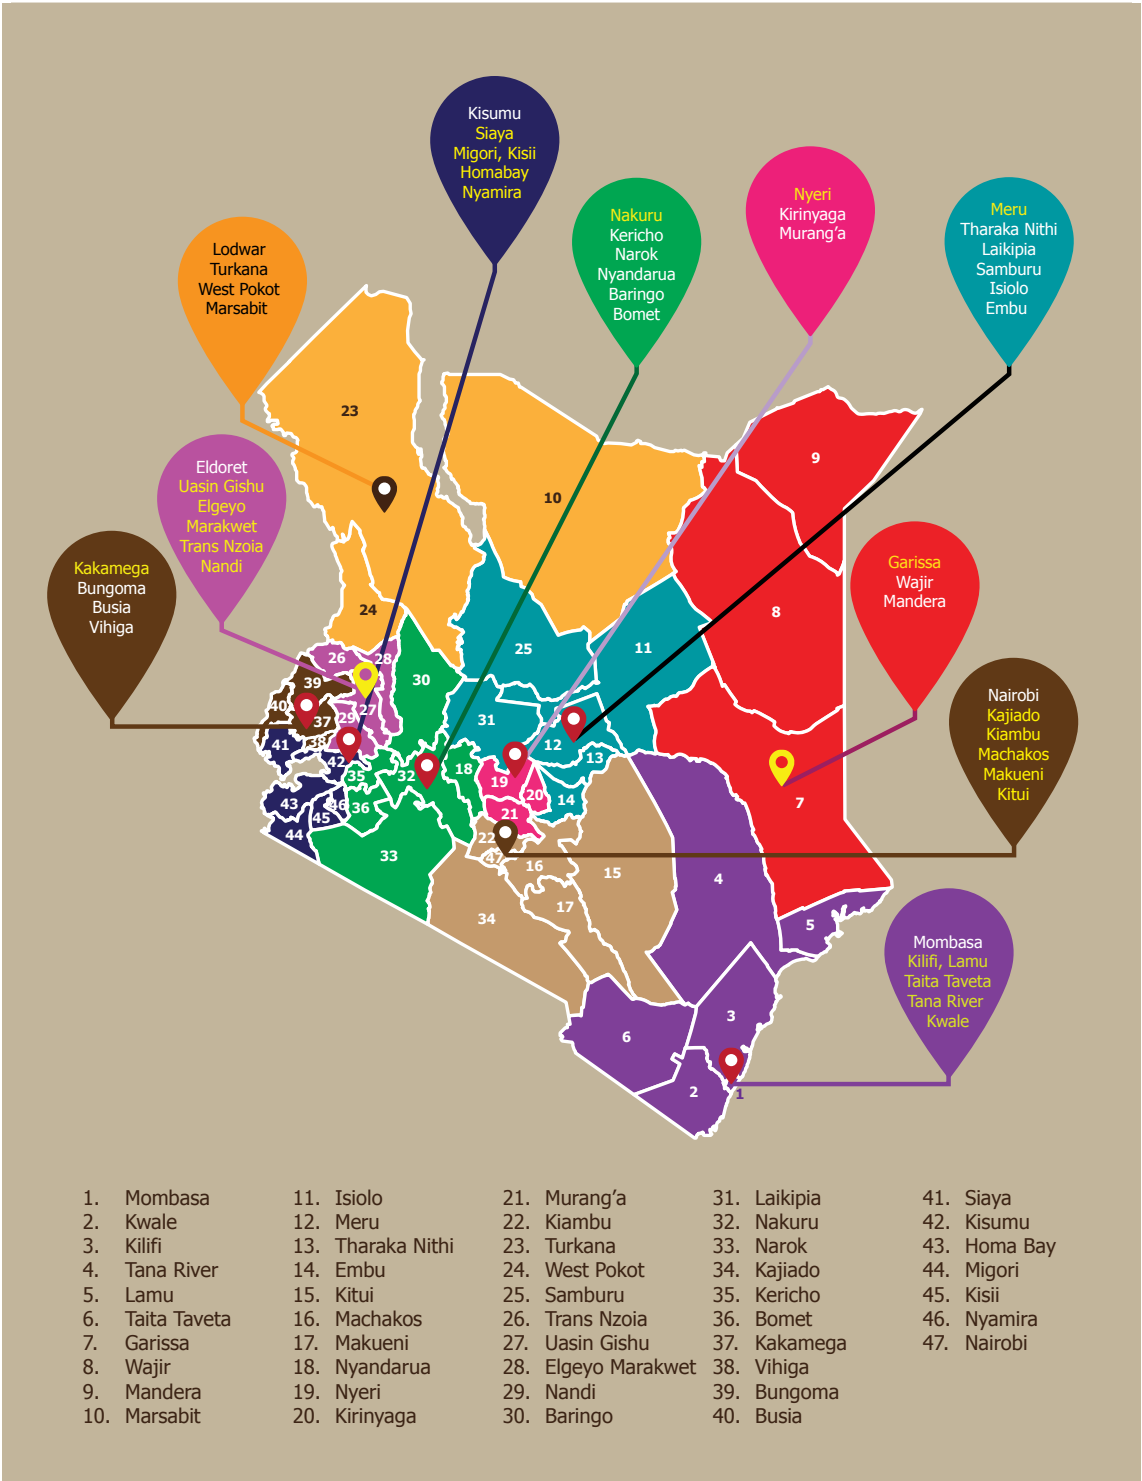 Kisumu
Siaya
Migori, Kisii
Homabay
Nyamira
Nyeri
Kirinyaga
Murang’a
Nakuru
Kericho
Narok
Nyandarua
Baringo
Bomet
Meru
Tharaka Nithi
Laikipia
Samburu
Isiolo
Embu
Lodwar
Turkana
West Pokot
Marsabit
Eldoret
Uasin Gishu
Elgeyo
Marakwet
Trans Nzoia
Nandi
Kakamega
Bungoma
Busia
Vihiga
Garissa
Wajir
Mandera
Nairobi
Kajiado
Kiambu
Machakos
Makueni
Kitui
Mombasa
Kilifi, Lamu
Taita Taveta
Tana River
Kwale
23
9
10
24
8
11
25
26
28
39
30
40
27
37
29
31
41
38
12
42
13
18
35
32
19
20
14
7
43
46
36
45
21
44
22
33
47
16
15
4
17
34
5
3
6
2
1
1. Mombasa
2. Kwale
3. Kilifi
4. Tana River
5. Lamu
6. Taita Taveta
7. Garissa
8. Wajir
9. Mandera
10. Marsabit
11. Isiolo
12. Meru
13. Tharaka Nithi
14. Embu
15. Kitui
16. Machakos
17. Makueni
18. Nyandarua
19. Nyeri
20. Kirinyaga
21. Murang’a
22. Kiambu
23. Turkana
24. West Pokot
25. Samburu
26. Trans Nzoia
27. Uasin Gishu
28. Elgeyo Marakwet
29. Nandi
30. Baringo
31. Laikipia
32. Nakuru
33. Narok
34. Kajiado
35. Kericho
36. Bomet
37. Kakamega
38. Vihiga
39. Bungoma
40. Busia
41. Siaya
42. Kisumu
43. Homa Bay
44. Migori
45. Kisii
46. Nyamira
47. Nairobi